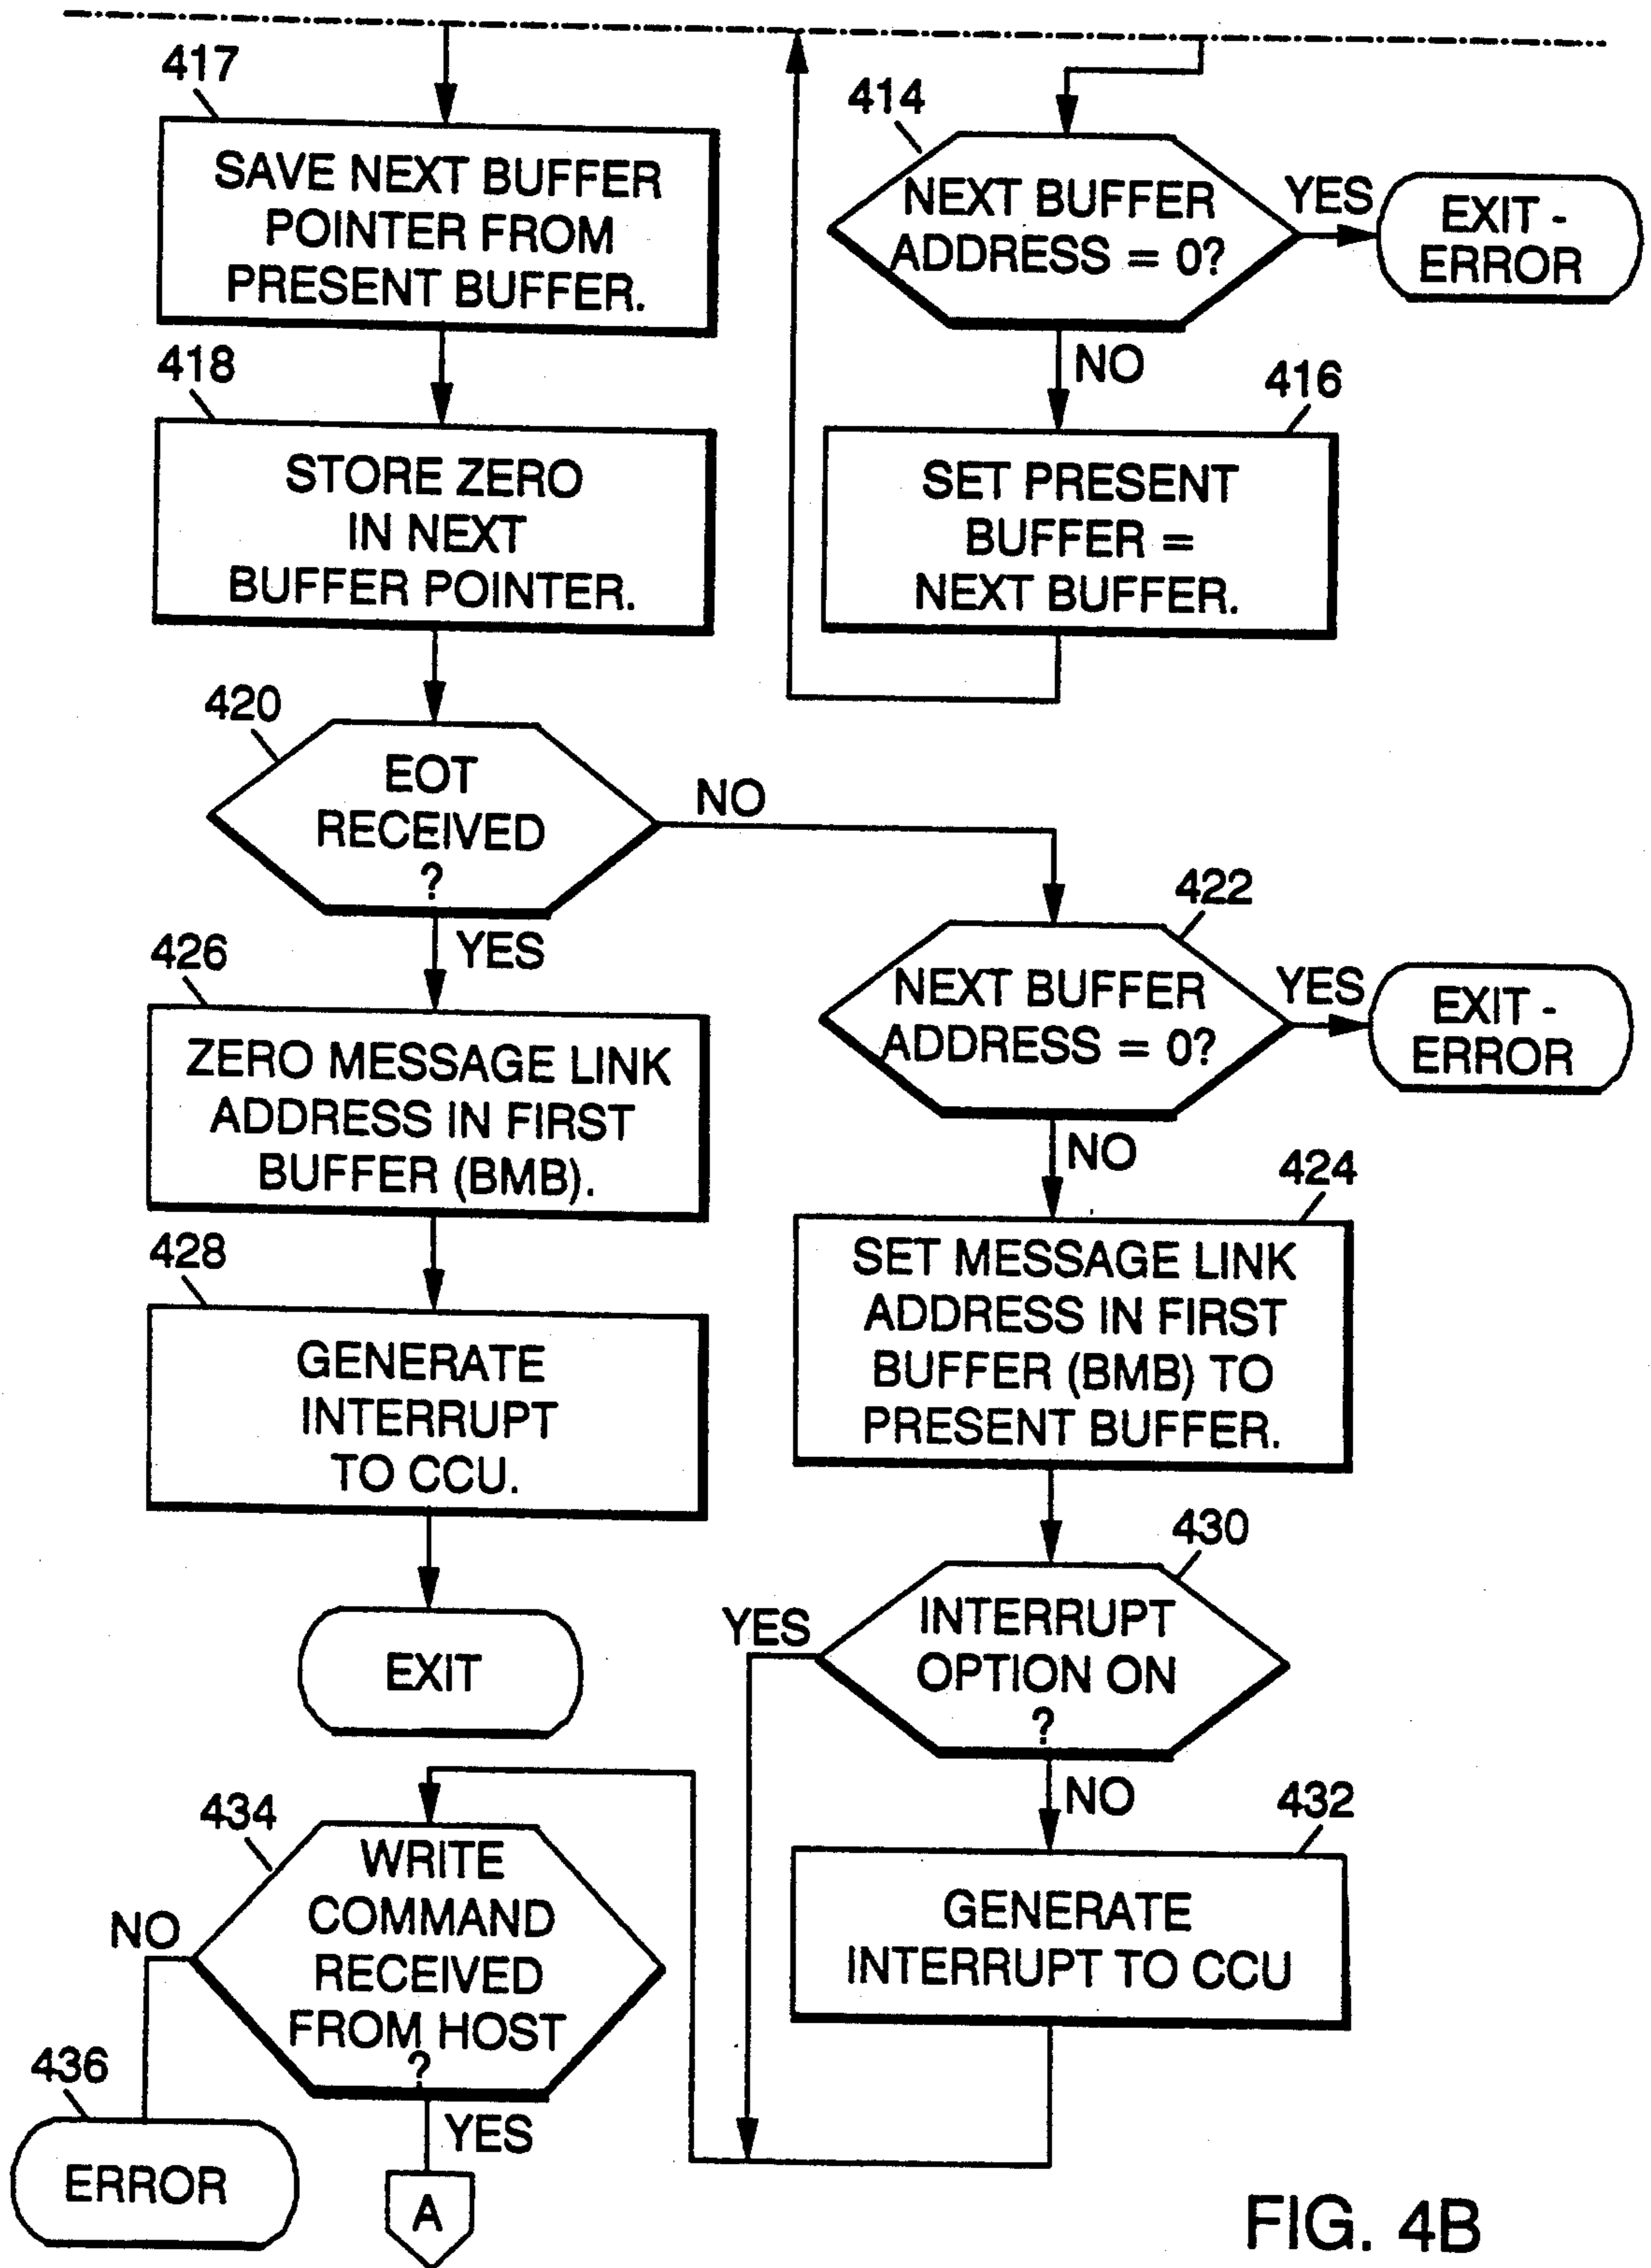 417
SAVE NEXT BUFFER
POINTER FROM
PRESENT BUFFER.
414
NEXT BUFFER
ADDRESS = 0?
YES
EXIT -
ERROR
NO
418
STORE ZERO
IN NEXT
BUFFER POINTER.
416
SET PRESENT
BUFFER =
NEXT BUFFER.
420
EOT
RECEIVED
?
NO
YES
422
NEXT BUFFER
ADDRESS = 0?
YES
EXIT -
ERROR
NO
426
ZERO MESSAGE LINK
ADDRESS IN FIRST
BUFFER (BMB).
424
SET MESSAGE LINK
ADDRESS IN FIRST
BUFFER (BMB) TO
PRESENT BUFFER.
428
GENERATE
INTERRUPT
TO CCU.
EXIT
430
INTERRUPT
OPTION ON
?
YES
NO
432
GENERATE
INTERRUPT TO CCU
434
WRITE
COMMAND
RECEIVED
FROM HOST
?
NO
YES
436
ERROR
A
FIG. 4B